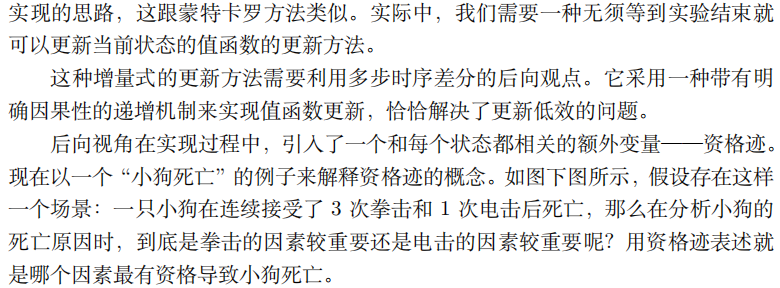 实现的思路，这跟蒙特卡罗方法类似。实际中，我们需要一种无须等到实验结束就
可以更新当前状态的值函数的更新方法。
这种增量式的更新方法需要利用多步时序差分的后向观点。它采用一种带有明
确因果性的递增机制来实现值函数更新，恰恰解决了更新低效的问题。
后向视角在实现过程中，引入了一个和每个状态都相关的额外变量——资格迹。
现在以一个“小狗死亡”的例子来解释资格迹的概念。如图下图所示，假设存在这样
一个场景：一只小狗在连续接受了 3 次拳击和 1 次电击后死亡，那么在分析小狗的
死亡原因时，到底是拳击的因素较重要还是电击的因素较重要呢？用资格迹表述就
是哪个因素最有资格导致小狗死亡。